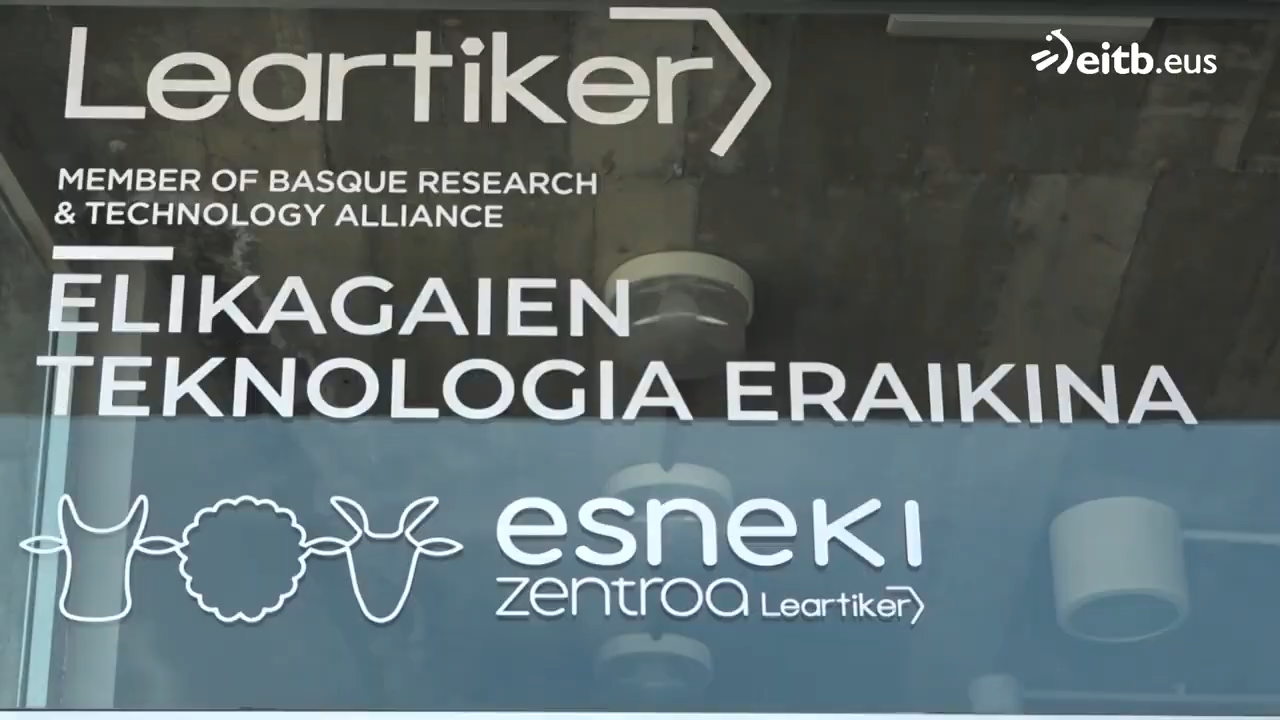 Leartiker
eitb.eus
MEMBER OF BASQUE RESEARCH
& TECHNOLOGY ALLIANCE
ELIKAGAIEN
TEKNOLOGIA ERAIKINA
esneKI
zentroa Leartiker